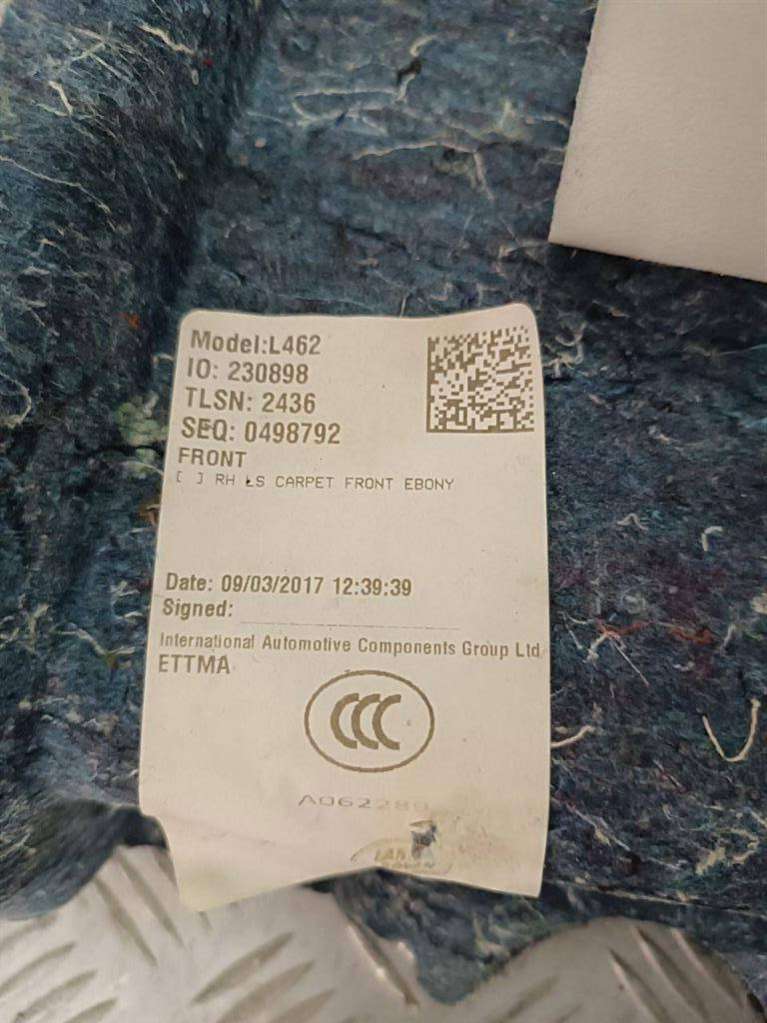 Model:L462
IO: 230898
TLSN: 2436
SEQ: 0498792
FRONT
[ ] RH LS CARPET FRONT EBONY
Date: 09/03/2017 12:39:39
Signed:
International Automotive Components Group Ltd
ETTMA
CCC